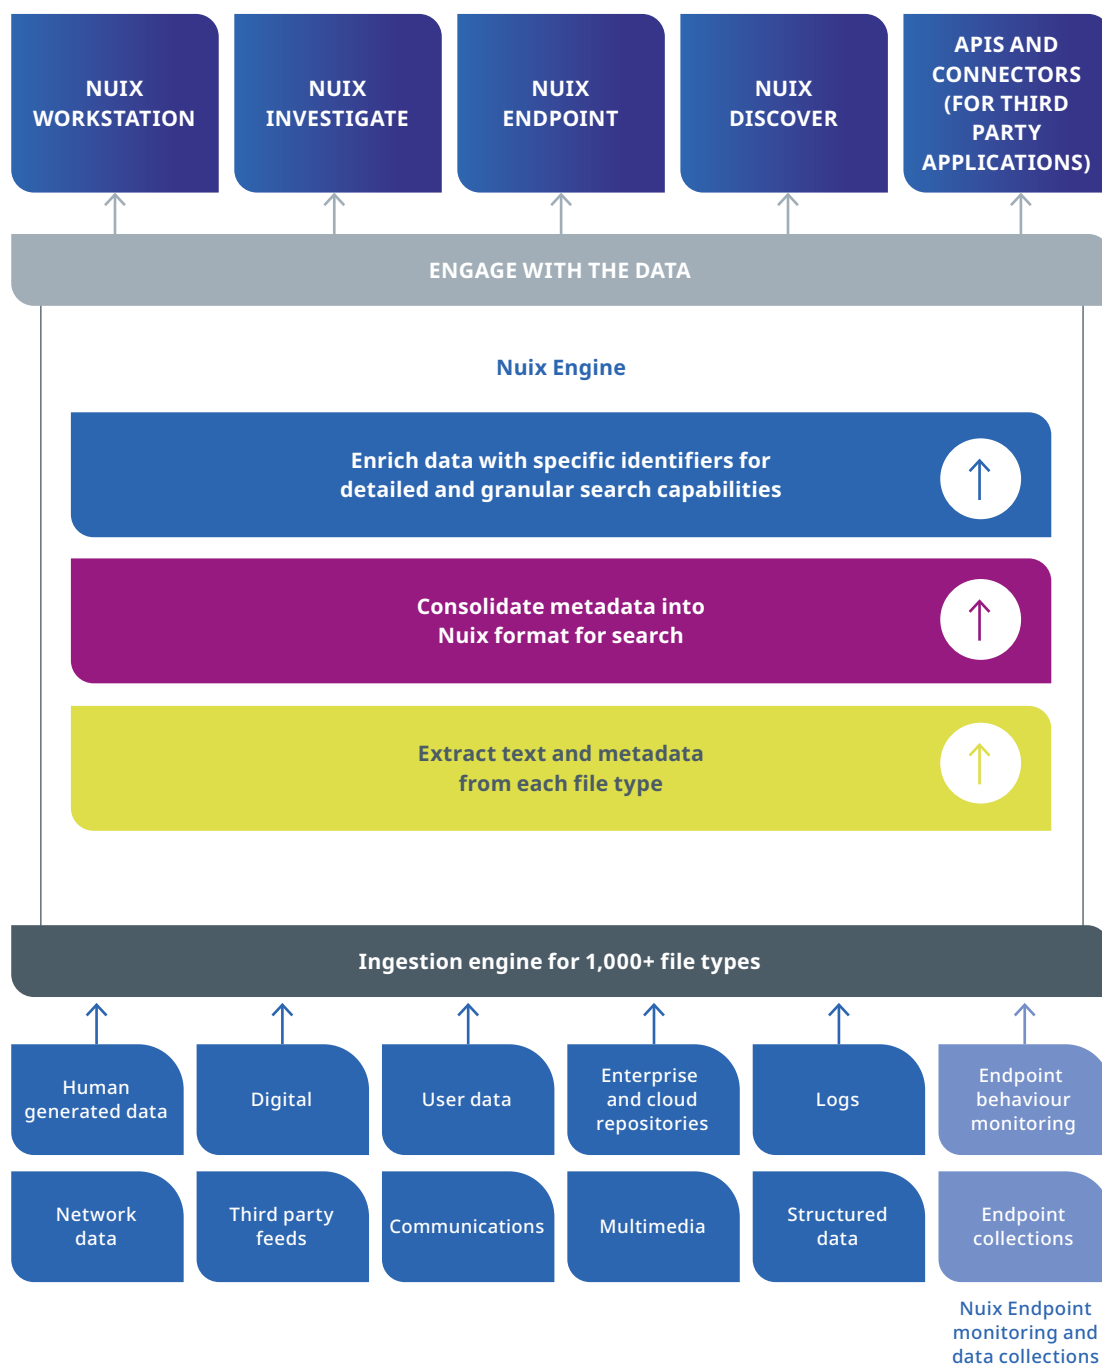 NUIX
WORKSTATION
NUIX
INVESTIGATE
NUIX
ENDPOINT
NUIX
DISCOVER
APIS AND
CONNECTORS
(FOR THIRD
PARTY
APPLICATIONS)
ENGAGE WITH THE DATA
Nuix Engine
Enrich data with specific identifiers for
detailed and granular search capabilities
Consolidate metadata into
Nuix format for search
Extract text and metadata
from each file type
Ingestion engine for 1,000+ file types
Human
generated data
Digital
User data
Enterprise
and cloud
repositories
Logs
Endpoint
behaviour
monitoring
Network
data
Third party
feeds
Communications
Multimedia
Structured
data
Endpoint
collections
Nuix Endpoint
monitoring and
data collections